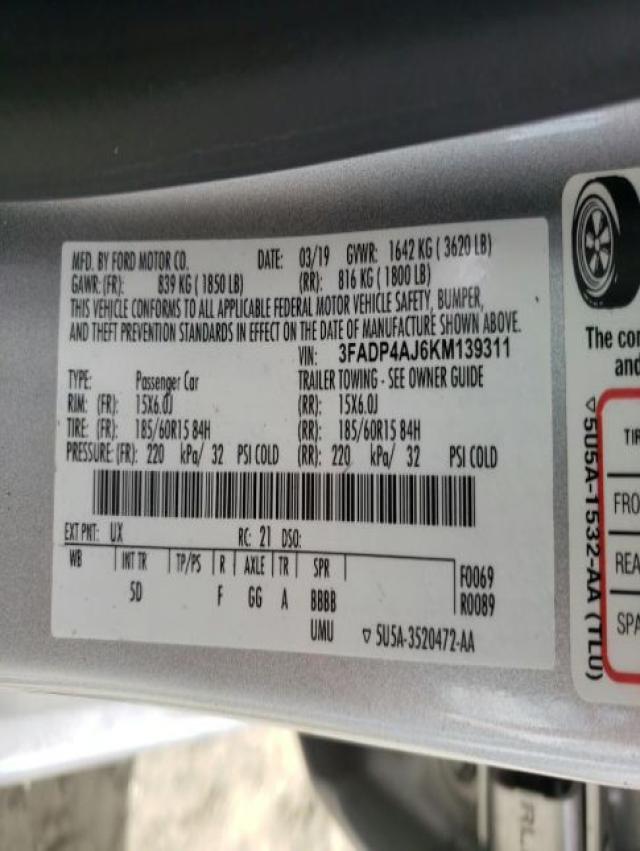 MFD. BY FORD MOTOR CO. DATE: 03/19 GVWR: 1642 KG ( 3620 LB)
GAWR: (FR): 839 KG ( 1850 LB) (RR): 816 KG ( 1800 LB)
THIS VEHICLE CONFORMS TO ALL APPLICABLE FEDERAL MOTOR VEHICLE SAFETY, BUMPER,
AND THEFT PREVENTION STANDARDS IN EFFECT ON THE DATE OF MANUFACTURE SHOWN ABOVE.
VIN: 3FADP4AJ6KM139311
TYPE: Passenger Car TRAILER TOWING - SEE OWNER GUIDE
RIM: (FR): 15X6.0J (RR): 15X6.0J
TIRE: (FR): 185/60R15 84H (RR): 185/60R15 84H
PRESSURE: (FR): 220 kPa/ 32 PSI COLD (RR): 220 kPa/ 32 PSI COLD
EXT PNT: UX RC: 21 DSO:
WB INT TR TP/PS R AXLE TR SPR
5D F GG A BBBB
UMU
F0069
R0089
▽ 5U5A-3520472-AA
The con
and
▽5U5A-1532-AA (TLU)
TIR
FRO
REA
SPA
RL